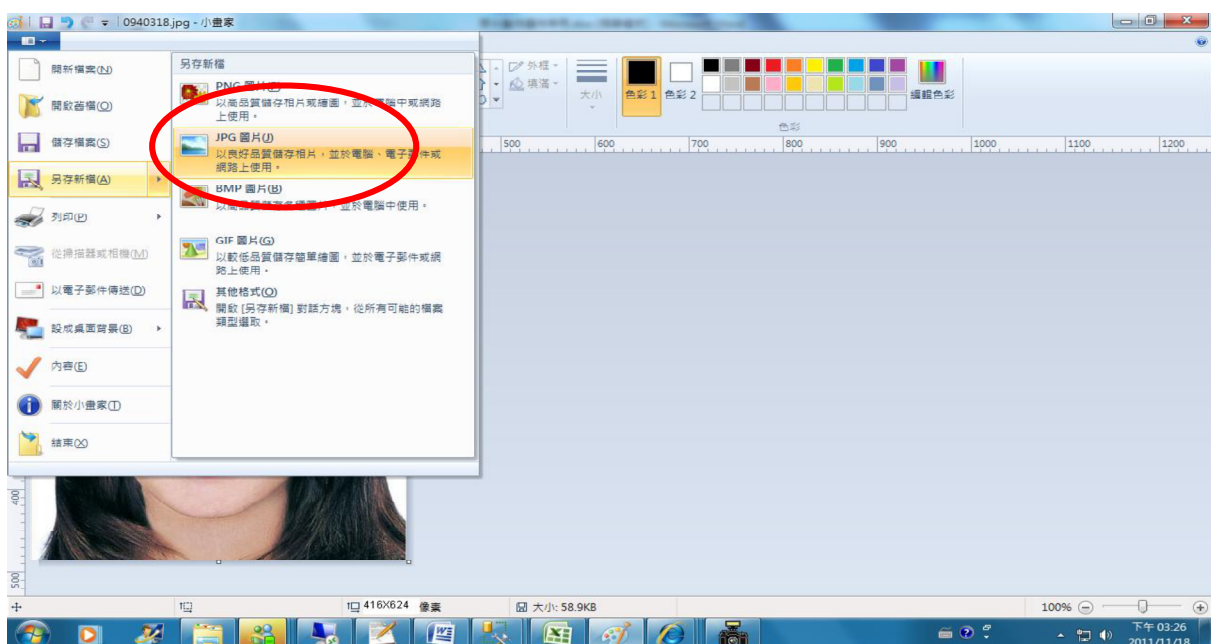 0940318.jpg - 小畫家
開新檔案(N)
開啟舊檔(O)
儲存檔案(S)
另存新檔(A)
列印(P)
從掃描器或相機(M)
以電子郵件傳送(D)
設成桌面背景(B)
內容(E)
關於小畫家(T)
結束(X)
另存新檔
PNG 圖片(P)
以高品質儲存相片或繪圖，並於電腦中或網路
上使用。
JPG 圖片(J)
以良好品質儲存相片，並於電腦、電子郵件或
網路上使用。
BMP 圖片(B)
以高品質儲存各種圖片，並於電腦中使用。
GIF 圖片(G)
以較低品質儲存簡單繪圖，並於電子郵件或網
路上使用。
其他格式(O)
開啟 [另存新檔] 對話方塊，從所有可能的檔案
類型選取。
外框
填滿
大小
色彩 1
色彩 2
編輯色彩
色彩
500 600 700 800 900 1000 1100 1200
400
500
416X624 像素
大小: 58.9KB
100%
下午 03:26
2011/11/18